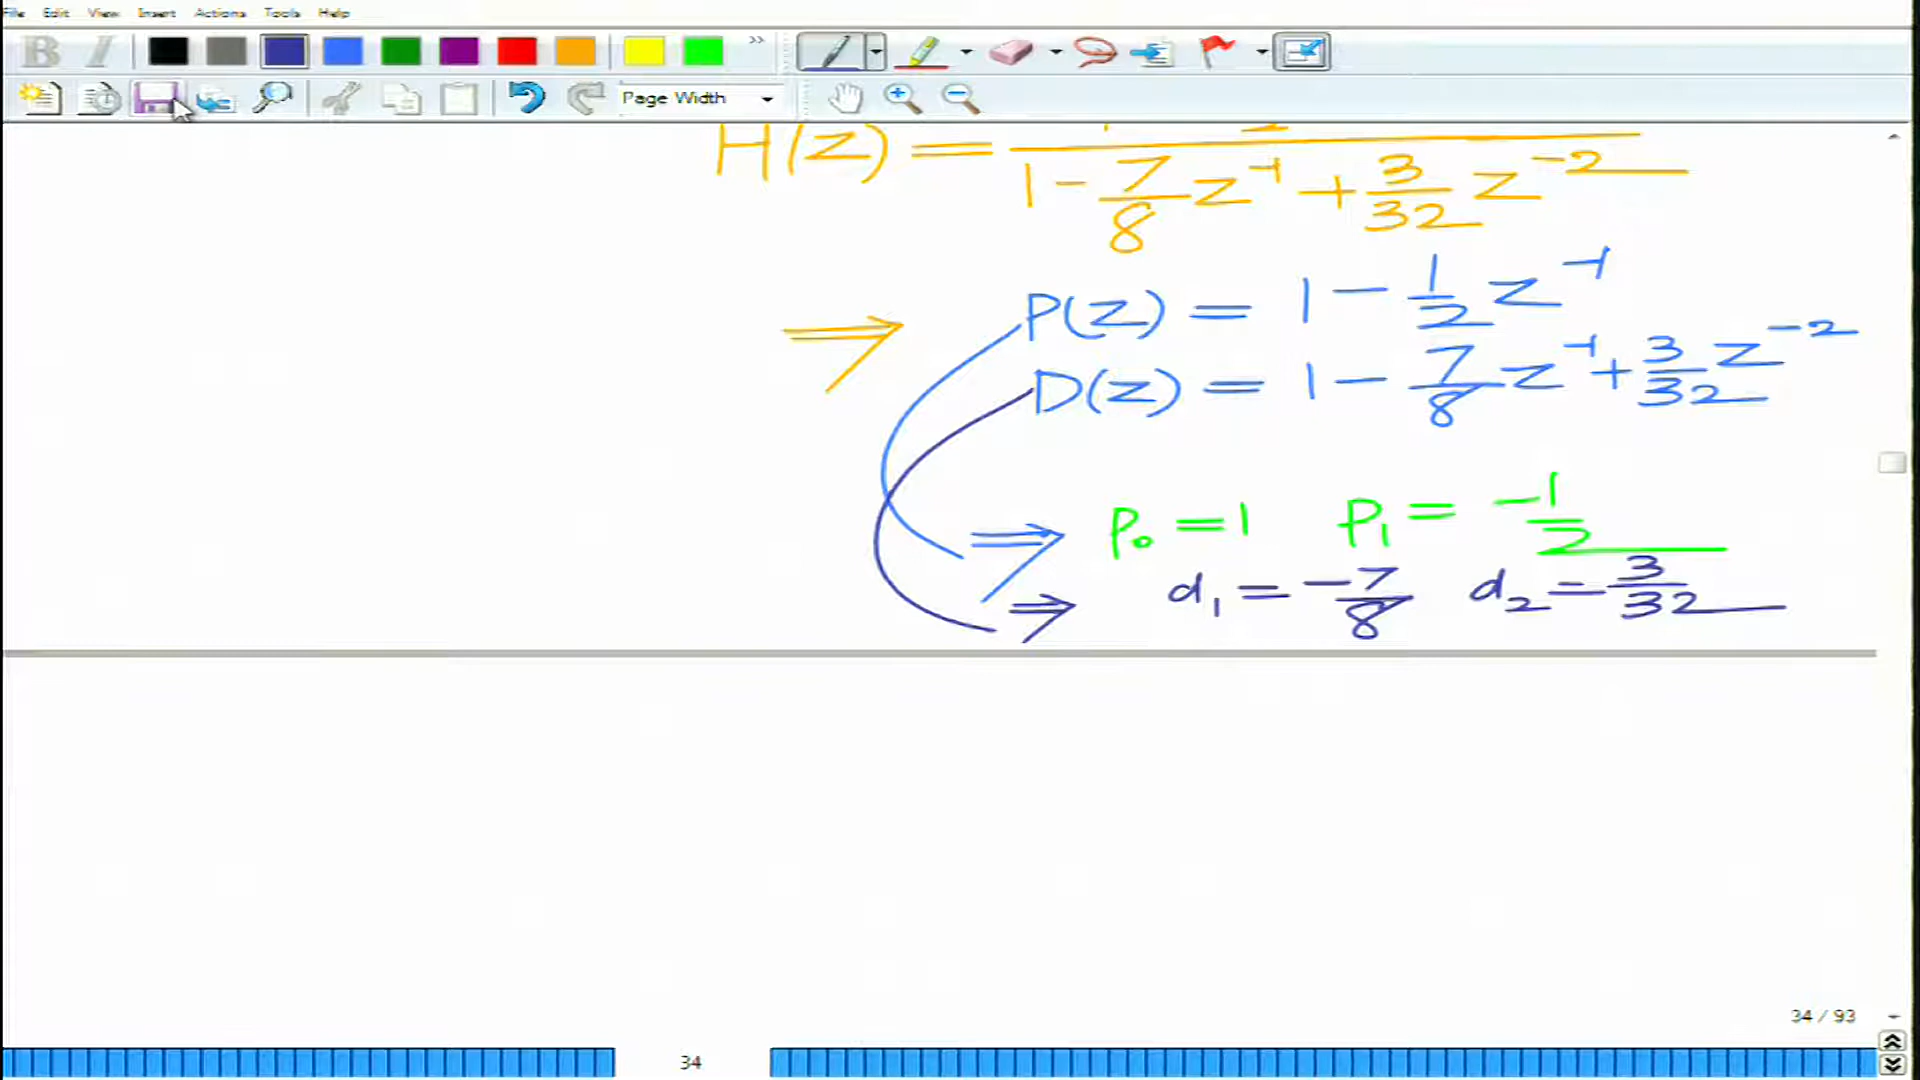 File Edit View Insert Actions Tools Help
B I
Page Width
H(z) =
1 - 7/8 z^-1 + 3/32 z^-2
P(z) = 1 - 1/2 z^-1
D(z) = 1 - 7/8 z^-1 + 3/32 z^-2
⇒ p₀ = 1 p₁ = -1/2
⇒ d₁ = -7/8 d₂ = 3/32
34 / 93
34